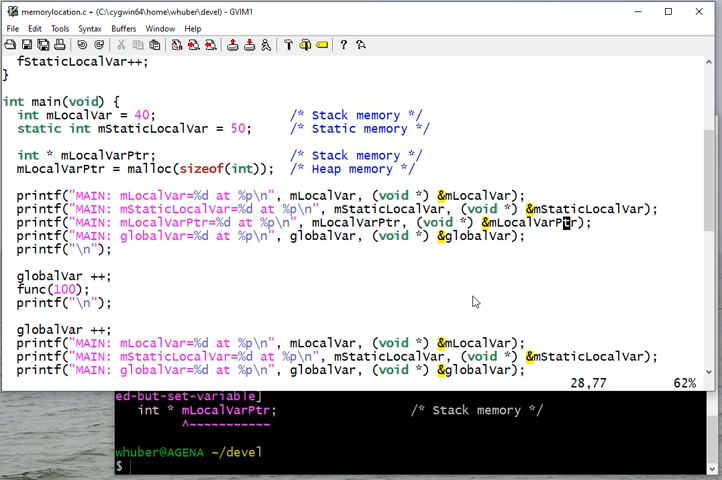 memorylocation.c + (C:\cygwin64\home\whuber\devel) - GVIM1
File Edit Tools Syntax Buffers Window Help
fStaticLocalVar++;
}
int main(void) {
int mLocalVar = 40; /* Stack memory */
static int mStaticLocalVar = 50; /* Static memory */
int * mLocalVarPtr; /* Stack memory */
mLocalVarPtr = malloc(sizeof(int)); /* Heap memory */
printf("MAIN: mLocalVar=%d at %p\n", mLocalVar, (void *) &mLocalVar);
printf("MAIN: mStaticLocalVar=%d at %p\n", mStaticLocalVar, (void *) &mStaticLocalVar);
printf("MAIN: mLocalVarPtr=%d at %p\n", mLocalVarPtr, (void *) &mLocalVarPtr);
printf("MAIN: globalVar=%d at %p\n", globalVar, (void *) &globalVar);
printf("\n");
globalVar ++;
func(100);
printf("\n");
globalVar ++;
printf("MAIN: mLocalVar=%d at %p\n", mLocalVar, (void *) &mLocalVar);
printf("MAIN: mStaticLocalVar=%d at %p\n", mStaticLocalVar, (void *) &mStaticLocalVar);
printf("MAIN: globalVar=%d at %p\n", globalVar, (void *) &globalVar);
28,77 62%
ed-but-set-variable]
int * mLocalVarPtr; /* Stack memory */
^~~~~~~~~~~~
whuber@AGENA ~/devel
$